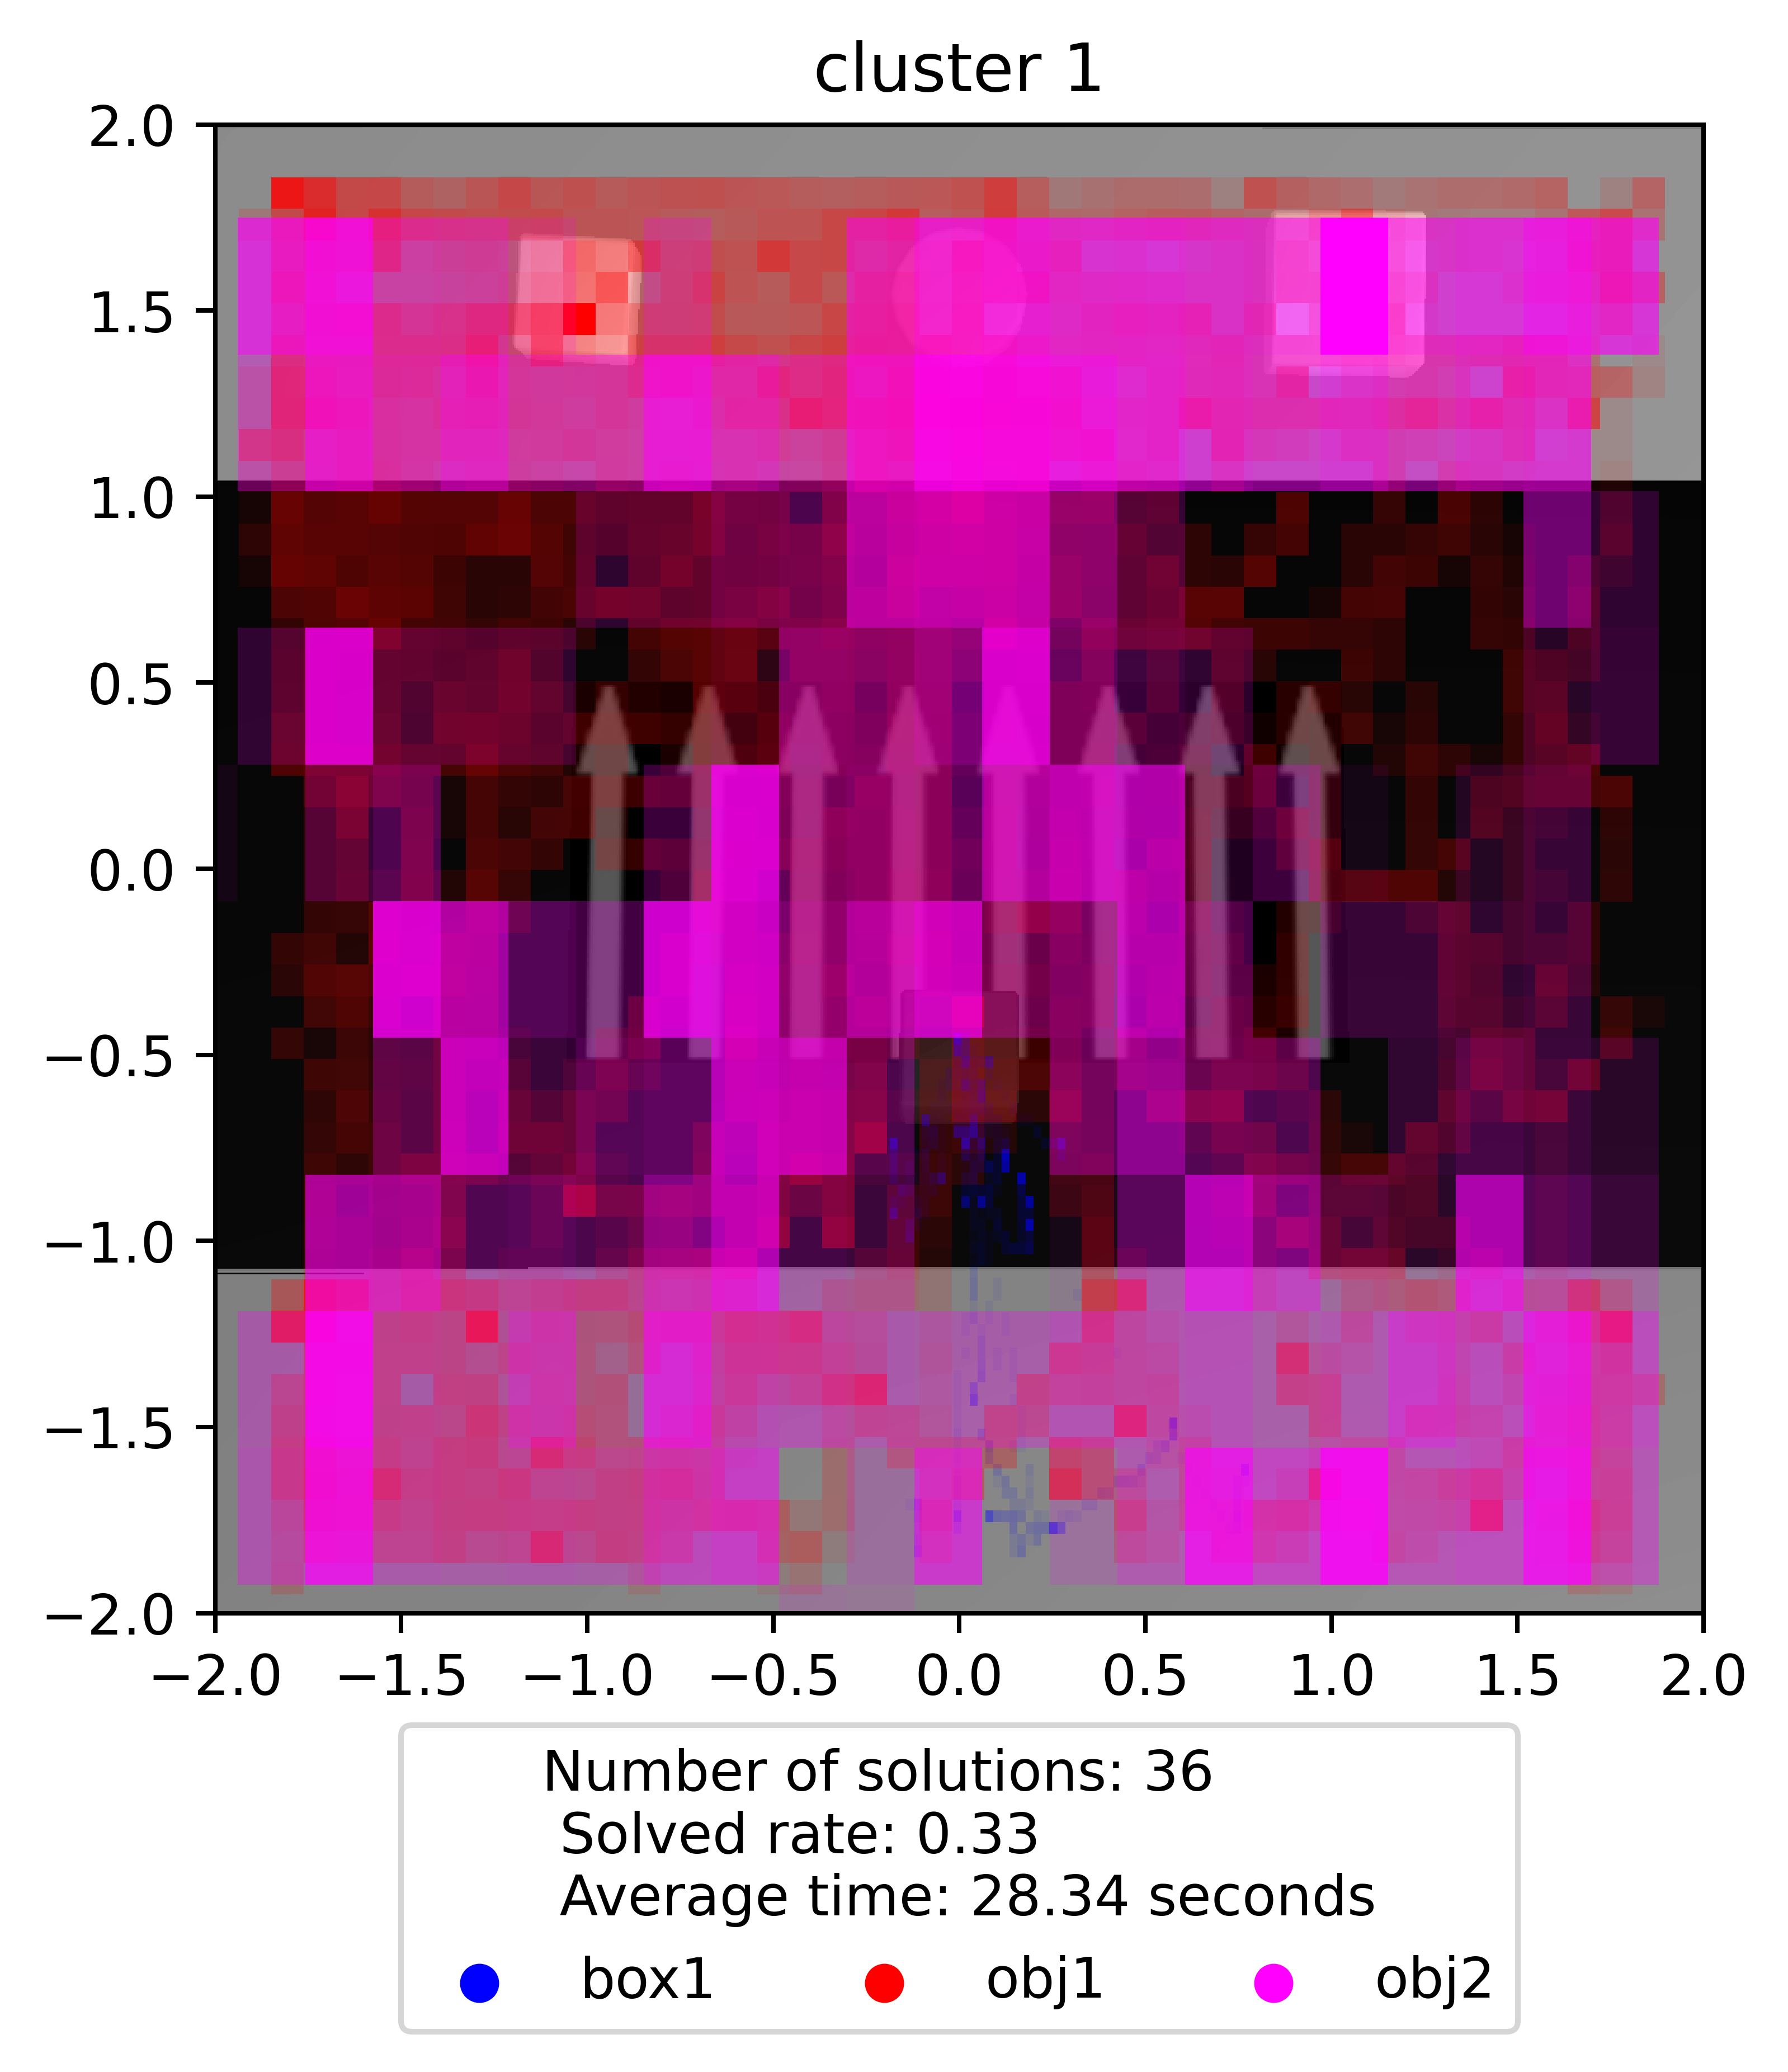 cluster 1
2.0
1.5
1.0
0.5
0.0
−0.5
−1.0
−1.5
−2.0
−2.0 −1.5 −1.0 −0.5 0.0 0.5 1.0 1.5 2.0
Number of solutions: 36
Solved rate: 0.33
Average time: 28.34 seconds
box1 obj1 obj2